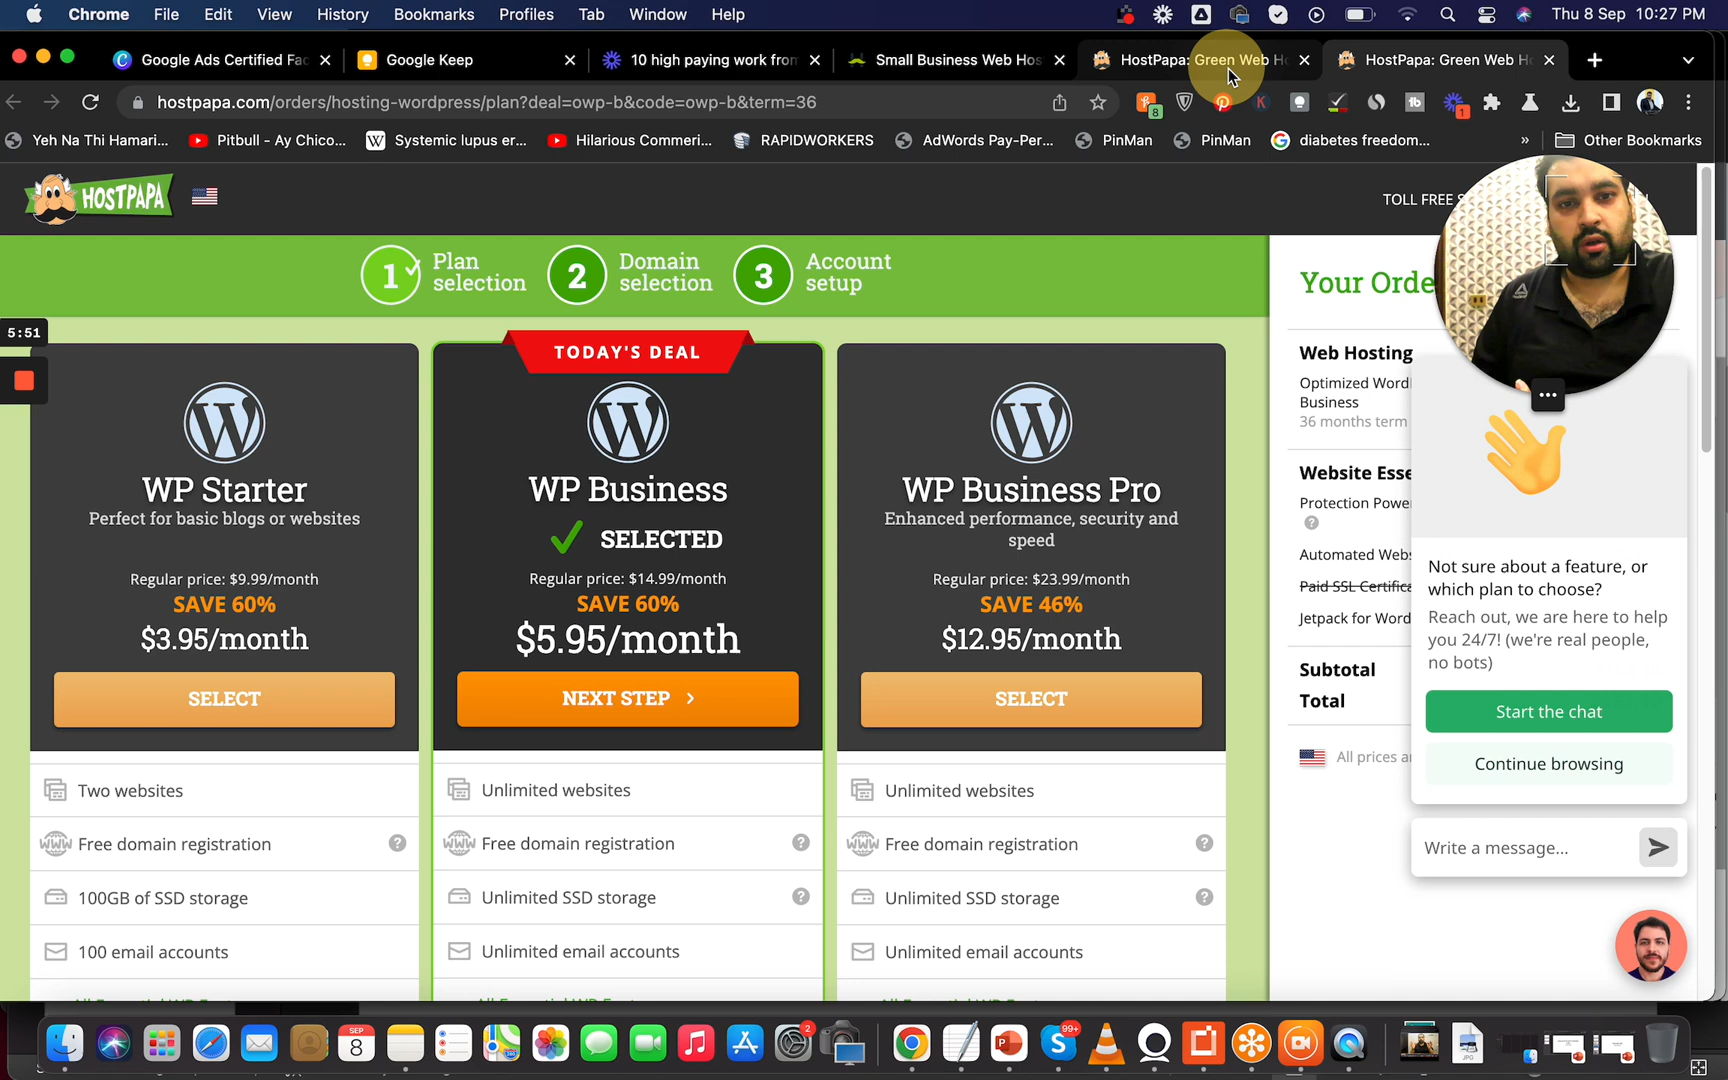 Chrome File Edit View History Bookmarks Profiles Tab Window Help Thu 8 Sep 10:27 PM
Google Ads Certified Fac Google Keep 10 high paying work from Small Business Web Hos HostPapa: Green Web Ho HostPapa: Green Web Ho
hostpapa.com/orders/hosting-wordpress/plan?deal=owp-b&code=owp-b&term=36
8
1
Yeh Na Thi Hamari... Pitbull - Ay Chico... Systemic lupus er... Hilarious Commeri... RAPIDWORKERS AdWords Pay-Per... PinMan PinMan diabetes freedom... » Other Bookmarks
HOSTPAPA
TOLL FREE
1 Plan selection
2 Domain selection
3 Account setup
5:51
TODAY'S DEAL
WP Starter
Perfect for basic blogs or websites
Regular price: $9.99/month
SAVE 60%
$3.95/month
SELECT
Two websites
Free domain registration
100GB of SSD storage
100 email accounts
WP Business
SELECTED
Regular price: $14.99/month
SAVE 60%
$5.95/month
NEXT STEP >
Unlimited websites
Free domain registration
Unlimited SSD storage
Unlimited email accounts
WP Business Pro
Enhanced performance, security and
speed
Regular price: $23.99/month
SAVE 46%
$12.95/month
SELECT
Unlimited websites
Free domain registration
Unlimited SSD storage
Unlimited email accounts
Your Orde
Web Hosting
Optimized Word
Business
36 months term
Website Esse
Protection Powe
Automated Webs
Paid SSL Certifica
Jetpack for Word
Subtotal
Total
All prices a
Not sure about a feature, or
which plan to choose?
Reach out, we are here to help
you 24/7! (we're real people,
no bots)
Start the chat
Continue browsing
Write a message...
SEP
8
2
99+
JPG